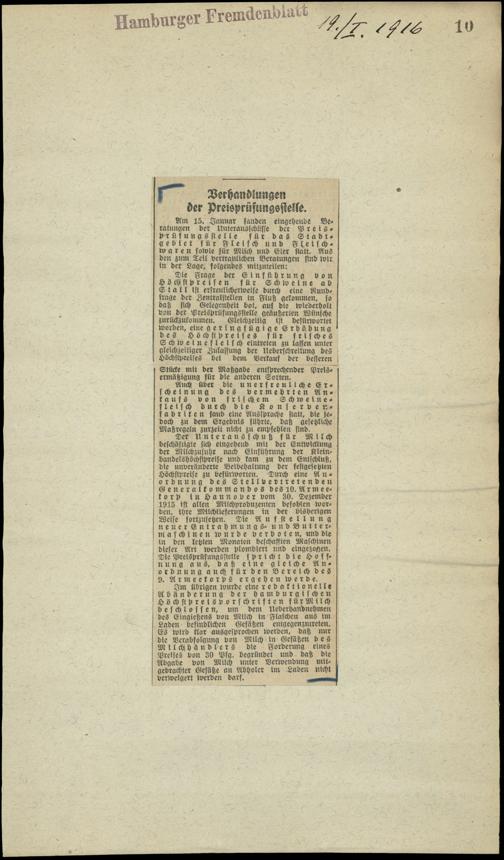 Hamburger Fremdenblatt
19./I. 1916
10
Verhandlungen
der Preisprüfungsstelle.
Am 15. Januar fanden eingehende Be-
ratungen der Unterausschüsse der Preis-
prüfungsstelle für das Stadt-
gebiet für Fleisch und Fleisch-
waren sowie für Milch und Eier statt. Aus
den zum Teil vertraulichen Beratungen sind wir
in der Lage, folgendes mitzuteilen:
Die Frage der Einführung von
Höchstpreisen für Schweine ab
Stall ist erfreulicherweise durch eine Rund-
frage der Zentralstellen in Fluß gekommen, so
daß sich Gelegenheit bot, auf die wiederholt
von der Preisprüfungsstelle geäußerten Wünsche
zurückzukommen. Gleichzeitig ist befürwortet
worden, eine geringfügige Erhöhung
des Höchstpreises für frisches
Schweinefleisch eintreten zu lassen unter
gleichzeitiger Zulassung der Ueberschreitung des
Höchstpreises bei dem Verkauf der besseren
Stücke mit der Maßgabe entsprechender Preis-
ermäßigung für die anderen Sorten.
Auch über die unerfreuliche Er-
scheinung des vermehrten An-
kaufs von frischem Schweine-
fleisch durch die Konserven-
fabriken fand eine Aussprache statt, die je-
doch zu dem Ergebnis führte, daß gesetzliche
Maßregeln zurzeit nicht zu empfehlen sind.
Der Unterausschuß für Milch
beschäftigte sich eingehend mit der Entwicklung
der Milchzufuhr nach Einführung der Klein-
handelshöchstpreise und kam zu dem Entschluß,
die unveränderte Beibehaltung der festgesetzten
Höchstpreise zu befürworten. Durch eine An-
ordnung des Stellvertretenden
Generalkommandos des 10. Armee-
korp in Hannover vom 30. Dezember
1915 ist allen Milchproduzenten befohlen wor-
den, ihre Milchlieferungen in der bisherigen
Weise fortzusetzen. Die Aufstellung
neuer Entrahmungs- und Butter-
maschinen wurde verboten, und die
in den letzten Monaten beschafften Maschinen
dieser Art werden plombiert und eingezogen.
Die Preisprüfungsstelle spricht die Hoff-
nung aus, daß eine gleiche An-
ordnung auch für den Bereich des
9. Armeekorps ergehen werde.
Im übrigen wurde eine redaktionelle
Abänderung der hamburgischen
Höchstpreisvorschriften für Milch
beschlossen, um dem Ueberhandnehmen
des Eingießens von Milch in Flaschen aus im
Laden befindlichen Gefäßen entgegenzutreten.
Es wird klar ausgesprochen werden, daß nur
die Verabfolgung von Milch in Gefäßen des
Milchhändlers die Forderung eines
Preises von 30 Pfg. begründet und daß die
Abgabe von Milch unter Verwendung mit-
gebrachter Gefäße an Abholer im Laden nicht
verweigert werden darf.